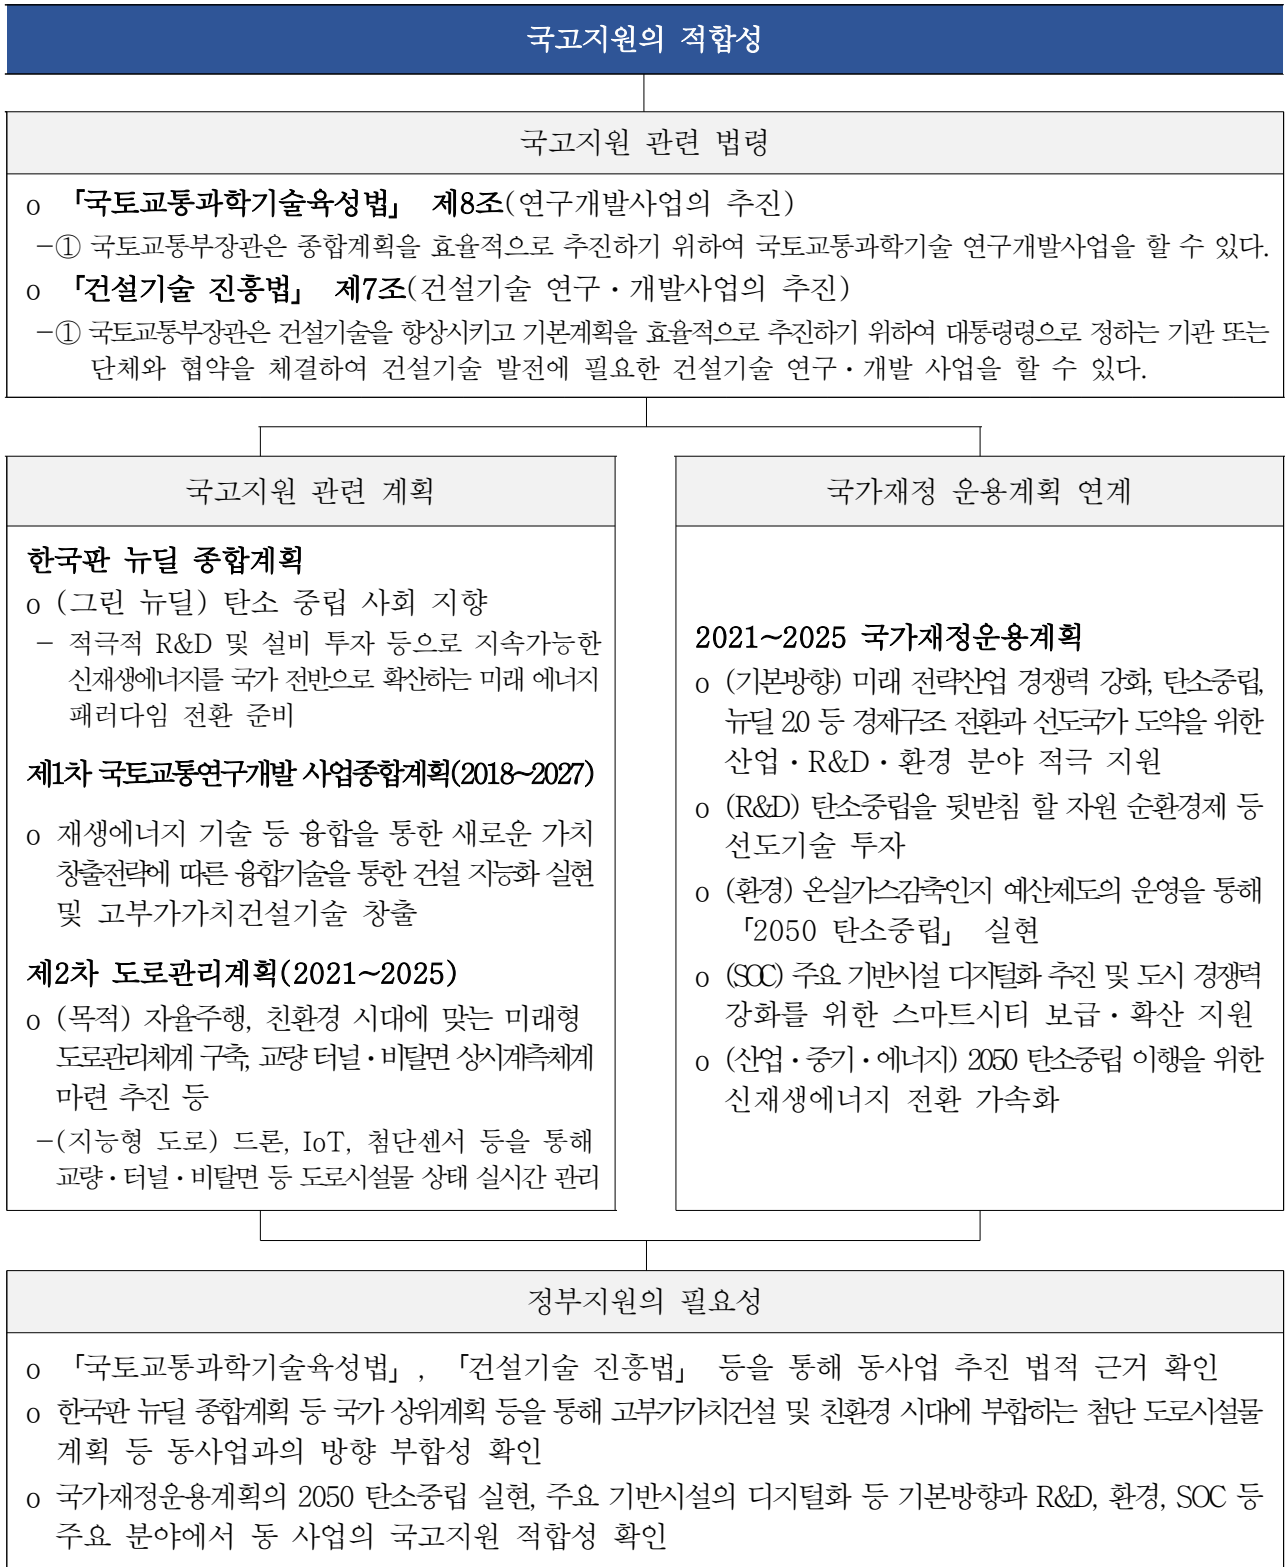 국고지원의 적합성
국고지원 관련 법령
o 「국토교통과학기술육성법」 제8조(연구개발사업의 추진)
-① 국토교통부장관은 종합계획을 효율적으로 추진하기 위하여 국토교통과학기술 연구개발사업을 할 수 있다.
o 「건설기술 진흥법」 제7조(건설기술 연구·개발사업의 추진)
-① 국토교통부장관은 건설기술을 향상시키고 기본계획을 효율적으로 추진하기 위하여 대통령령으로 정하는 기관 또는
단체와 협약을 체결하여 건설기술 발전에 필요한 건설기술 연구·개발 사업을 할 수 있다.
국고지원 관련 계획
한국판 뉴딜 종합계획
o (그린 뉴딜) 탄소 중립 사회 지향
- 적극적 R&D 및 설비 투자 등으로 지속가능한
신재생에너지를 국가 전반으로 확산하는 미래 에너지
패러다임 전환 준비
제1차 국토교통연구개발 사업종합계획(2018~2027)
o 재생에너지 기술 등 융합을 통한 새로운 가치
창출전략에 따른 융합기술을 통한 건설 지능화 실현
및 고부가가치건설기술 창출
제2차 도로관리계획(2021~2025)
o (목적) 자율주행, 친환경 시대에 맞는 미래형
도로관리체계 구축, 교량 터널·비탈면 상시계측체계
마련 추진 등
-(지능형 도로) 드론, IoT, 첨단센서 등을 통해
교량·터널·비탈면 등 도로시설물 상태 실시간 관리
국가재정 운용계획 연계
2021~2025 국가재정운용계획
o (기본방향) 미래 전략산업 경쟁력 강화, 탄소중립,
뉴딜 2.0 등 경제구조 전환과 선도국가 도약을 위한
산업·R&D·환경 분야 적극 지원
o (R&D) 탄소중립을 뒷받침 할 자원 순환경제 등
선도기술 투자
o (환경) 온실가스감축인지 예산제도의 운영을 통해
「2050 탄소중립」 실현
o (SOC) 주요 기반시설 디지털화 추진 및 도시 경쟁력
강화를 위한 스마트시티 보급·확산 지원
o (산업·중기·에너지) 2050 탄소중립 이행을 위한
신재생에너지 전환 가속화
정부지원의 필요성
o 「국토교통과학기술육성법」, 「건설기술 진흥법」 등을 통해 동사업 추진 법적 근거 확인
o 한국판 뉴딜 종합계획 등 국가 상위계획 등을 통해 고부가가치건설 및 친환경 시대에 부합하는 첨단 도로시설물
계획 등 동사업과의 방향 부합성 확인
o 국가재정운용계획의 2050 탄소중립 실현, 주요 기반시설의 디지털화 등 기본방향과 R&D, 환경, SOC 등
주요 분야에서 동 사업의 국고지원 적합성 확인